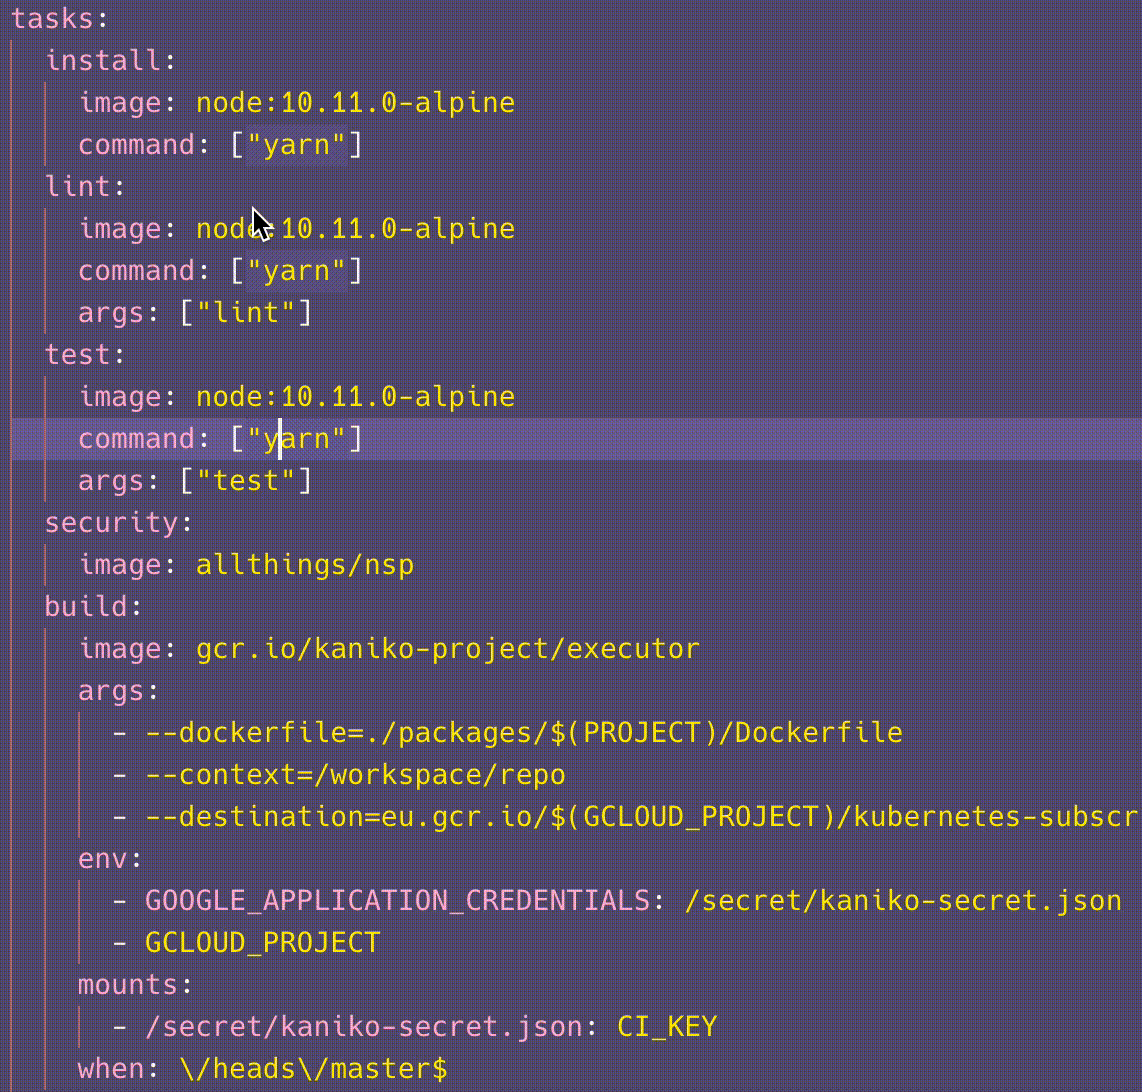 tasks:
  install:
    image: node:10.11.0-alpine
    command: ["yarn"]
  lint:
    image: node:10.11.0-alpine
    command: ["yarn"]
    args: ["lint"]
  test:
    image: node:10.11.0-alpine
    command: ["yarn"]
    args: ["test"]
  security:
    image: allthings/nsp
  build:
    image: gcr.io/kaniko-project/executor
    args:
      - --dockerfile=./packages/$(PROJECT)/Dockerfile
      - --context=/workspace/repo
      - --destination=eu.gcr.io/$(GCLOUD_PROJECT)/kubernetes-subscr
    env:
      - GOOGLE_APPLICATION_CREDENTIALS: /secret/kaniko-secret.json
      - GCLOUD_PROJECT
    mounts:
      - /secret/kaniko-secret.json: CI_KEY
    when: \/heads\/master$